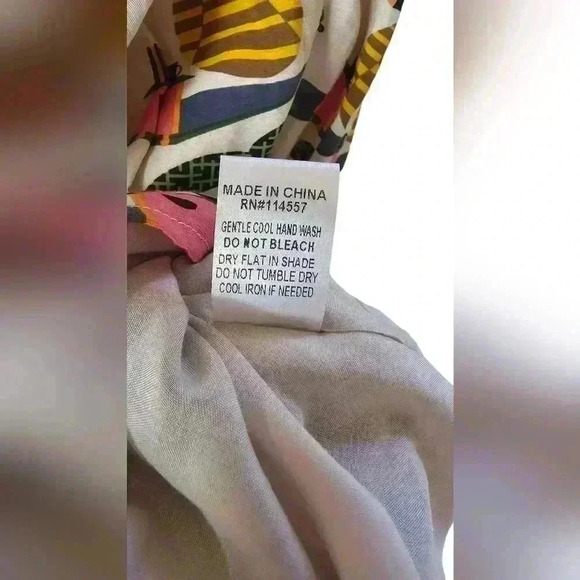 MADE IN CHINA
RN#114557
GENTLE COOL HAND WASH
DO NOT BLEACH
DRY FLAT IN SHADE
DO NOT TUMBLE DRY
COOL IRON IF NEEDED